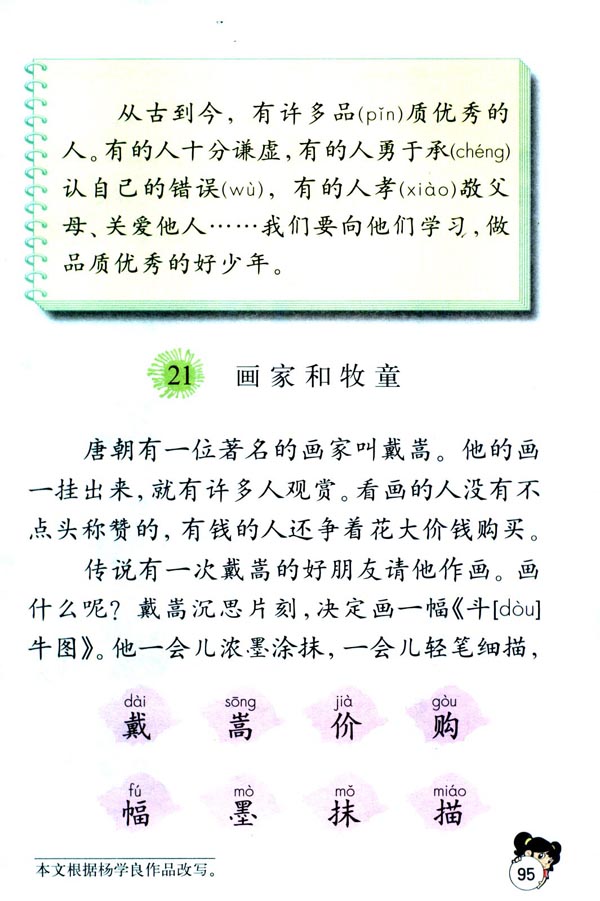 从古到今，有许多品(pǐn)质优秀的
人。有的人十分谦虚，有的人勇于承(chéng)
认自己的错误(wù)，有的人孝(xiào)敬父
母、关爱他人……我们要向他们学习，做
品质优秀的好少年。
21 画家和牧童
唐朝有一位著名的画家叫戴嵩。他的画
一挂出来，就有许多人观赏。看画的人没有不
点头称赞的，有钱的人还争着花大价钱购买。
传说有一次戴嵩的好朋友请他作画。画
什么呢？戴嵩沉思片刻，决定画一幅《斗[dòu]
牛图》。他一会儿浓墨涂抹，一会儿轻笔细描，
dài sōng jià gòu
戴 嵩 价 购
fú mò mǒ miáo
幅 墨 抹 描
本文根据杨学良作品改写。
95